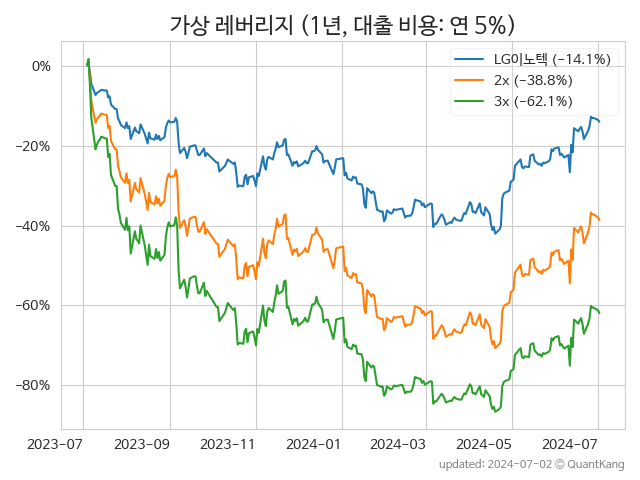 가상 레버리지 (1년, 대출 비용: 연 5%)
LG이노텍 (−14.1%)
2x (−38.8%)
3x (−62.1%)
0%
−20%
−40%
−60%
−80%
2023-07 2023-09 2023-11 2024-01 2024-03 2024-05 2024-07
updated: 2024-07-02 © QuantKang